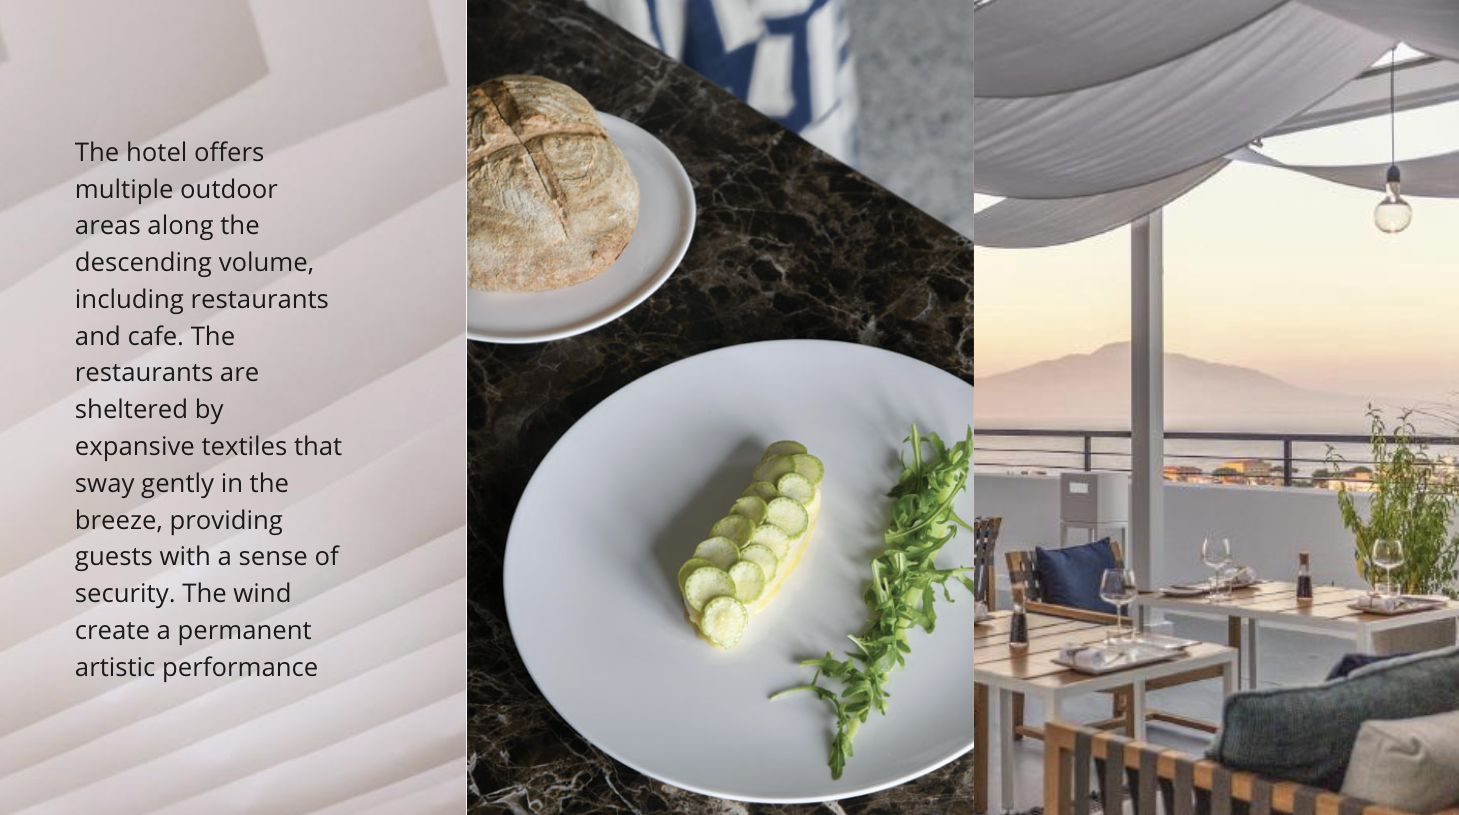 The hotel offers
multiple outdoor
areas along the
descending volume,
including restaurants
and cafe. The
restaurants are
sheltered by
expansive textiles that
sway gently in the
breeze, providing
guests with a sense of
security. The wind
create a permanent
artistic performance